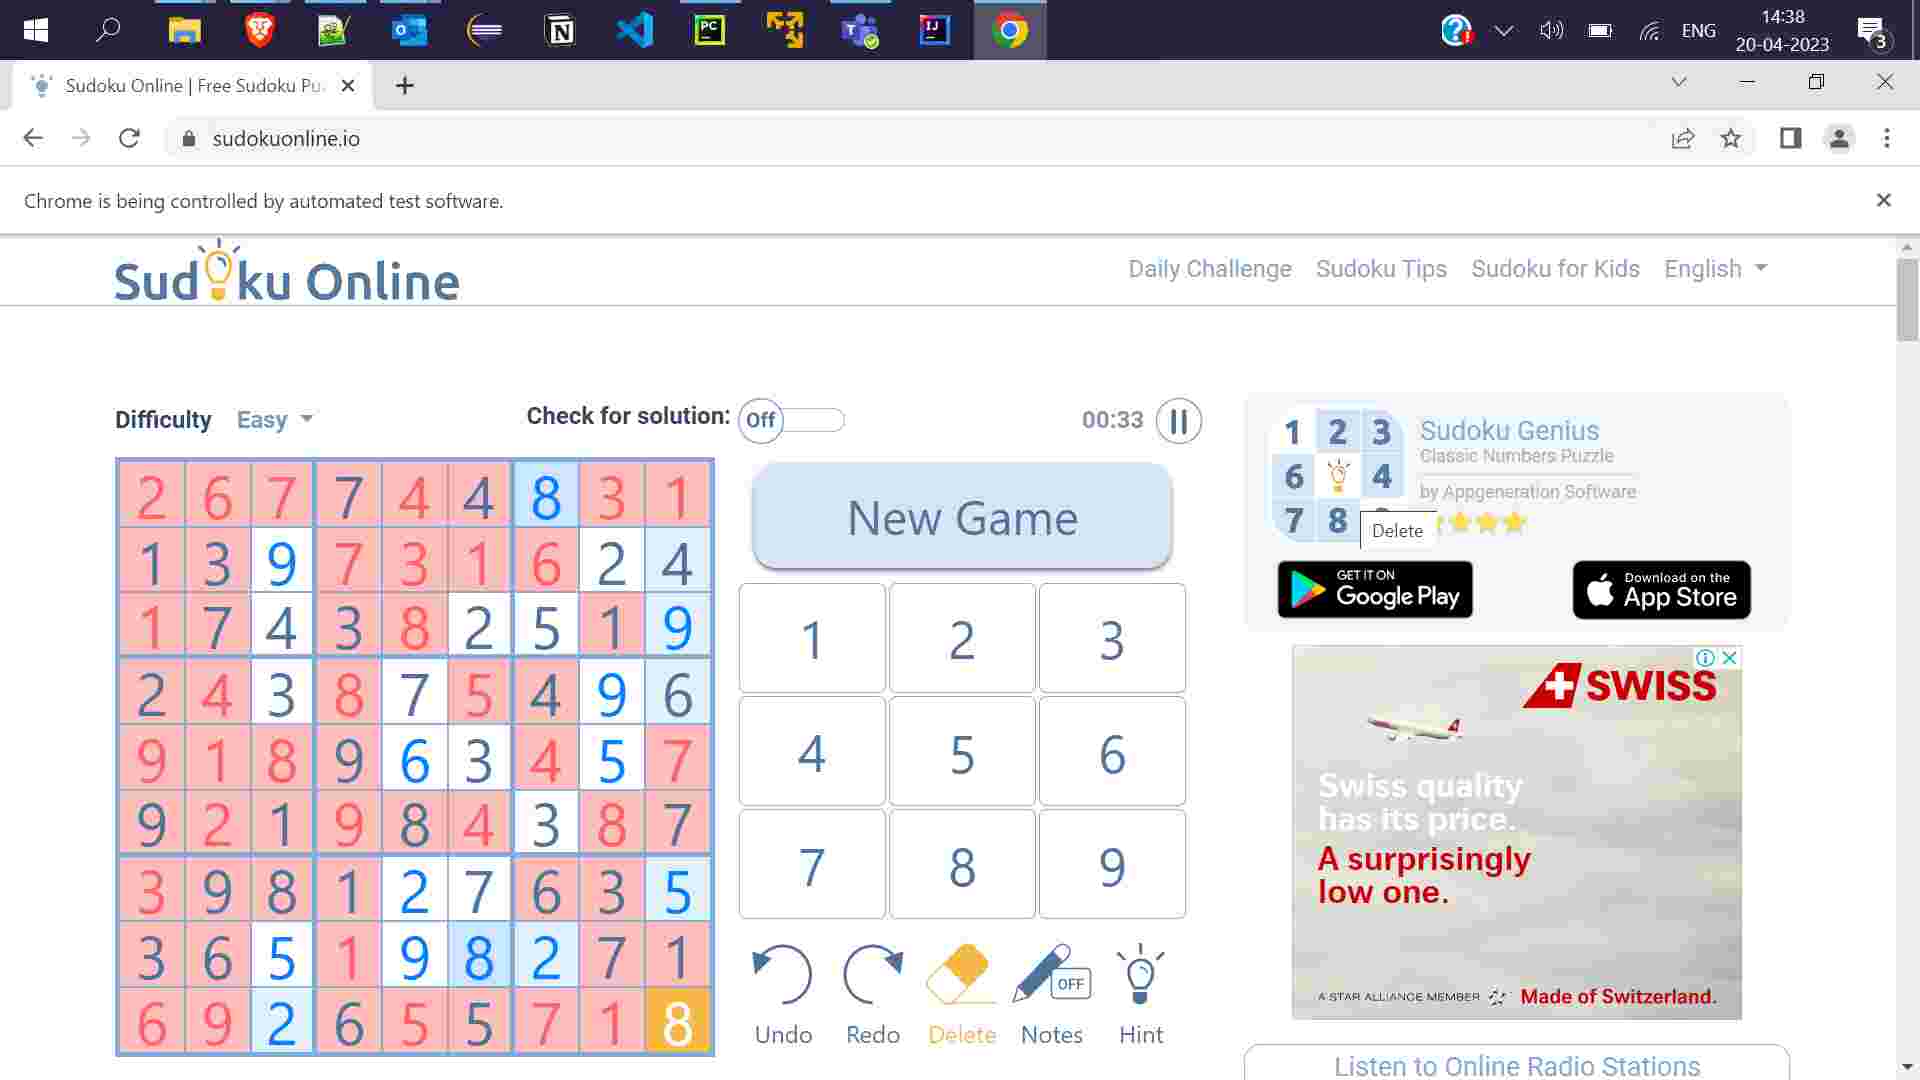 PC
IJ
ENG
14:38
20-04-2023
3
Sudoku Online | Free Sudoku Pu
sudokuonline.io
Chrome is being controlled by automated test software.
Sudoku Online
Daily Challenge Sudoku Tips Sudoku for Kids English
Difficulty Easy
Check for solution: Off
00:33
2 6 7 7 4 4 8 3 1
1 3 9 7 3 1 6 2 4
1 7 4 3 8 2 5 1 9
2 4 3 8 7 5 4 9 6
9 1 8 9 6 3 4 5 7
9 2 1 9 8 4 3 8 7
3 9 8 1 2 7 6 3 5
3 6 5 1 9 8 2 7 1
6 9 2 6 5 5 7 1 8
New Game
1 2 3
4 5 6
7 8 9
OFF
Undo Redo Delete Notes Hint
1 2 3
6 4
7 8
Sudoku Genius
Classic Numbers Puzzle
by Appgeneration Software
Delete
GET IT ON
Google Play
Download on the
App Store
SWISS
Swiss quality
has its price.
A surprisingly
low one.
A STAR ALLIANCE MEMBER
Made of Switzerland.
Listen to Online Radio Stations